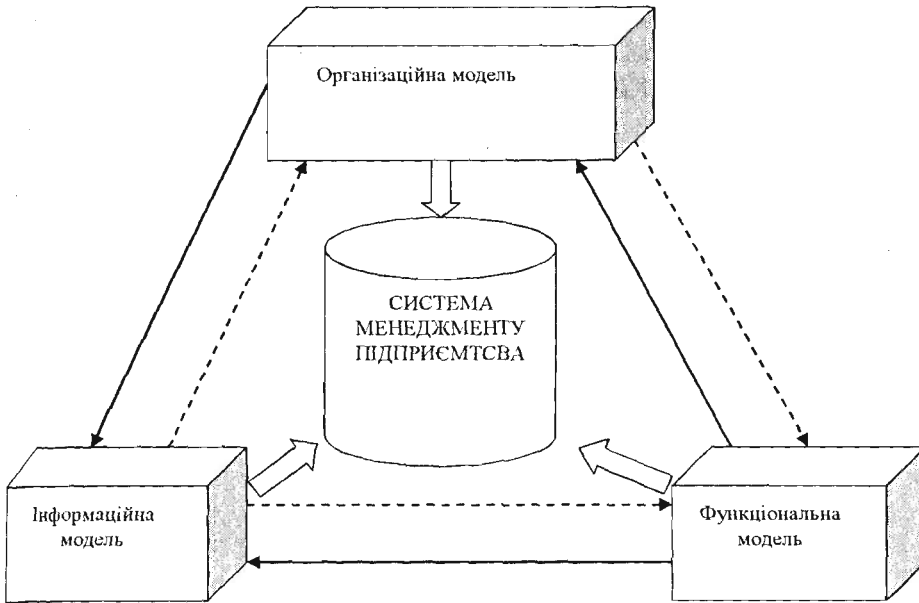 Організаційна модель
СИСТЕМА
МЕНЕДЖМЕНТУ
ПІДПРИЄМТСВА
Інформаційна
модель
Функціональна
модель